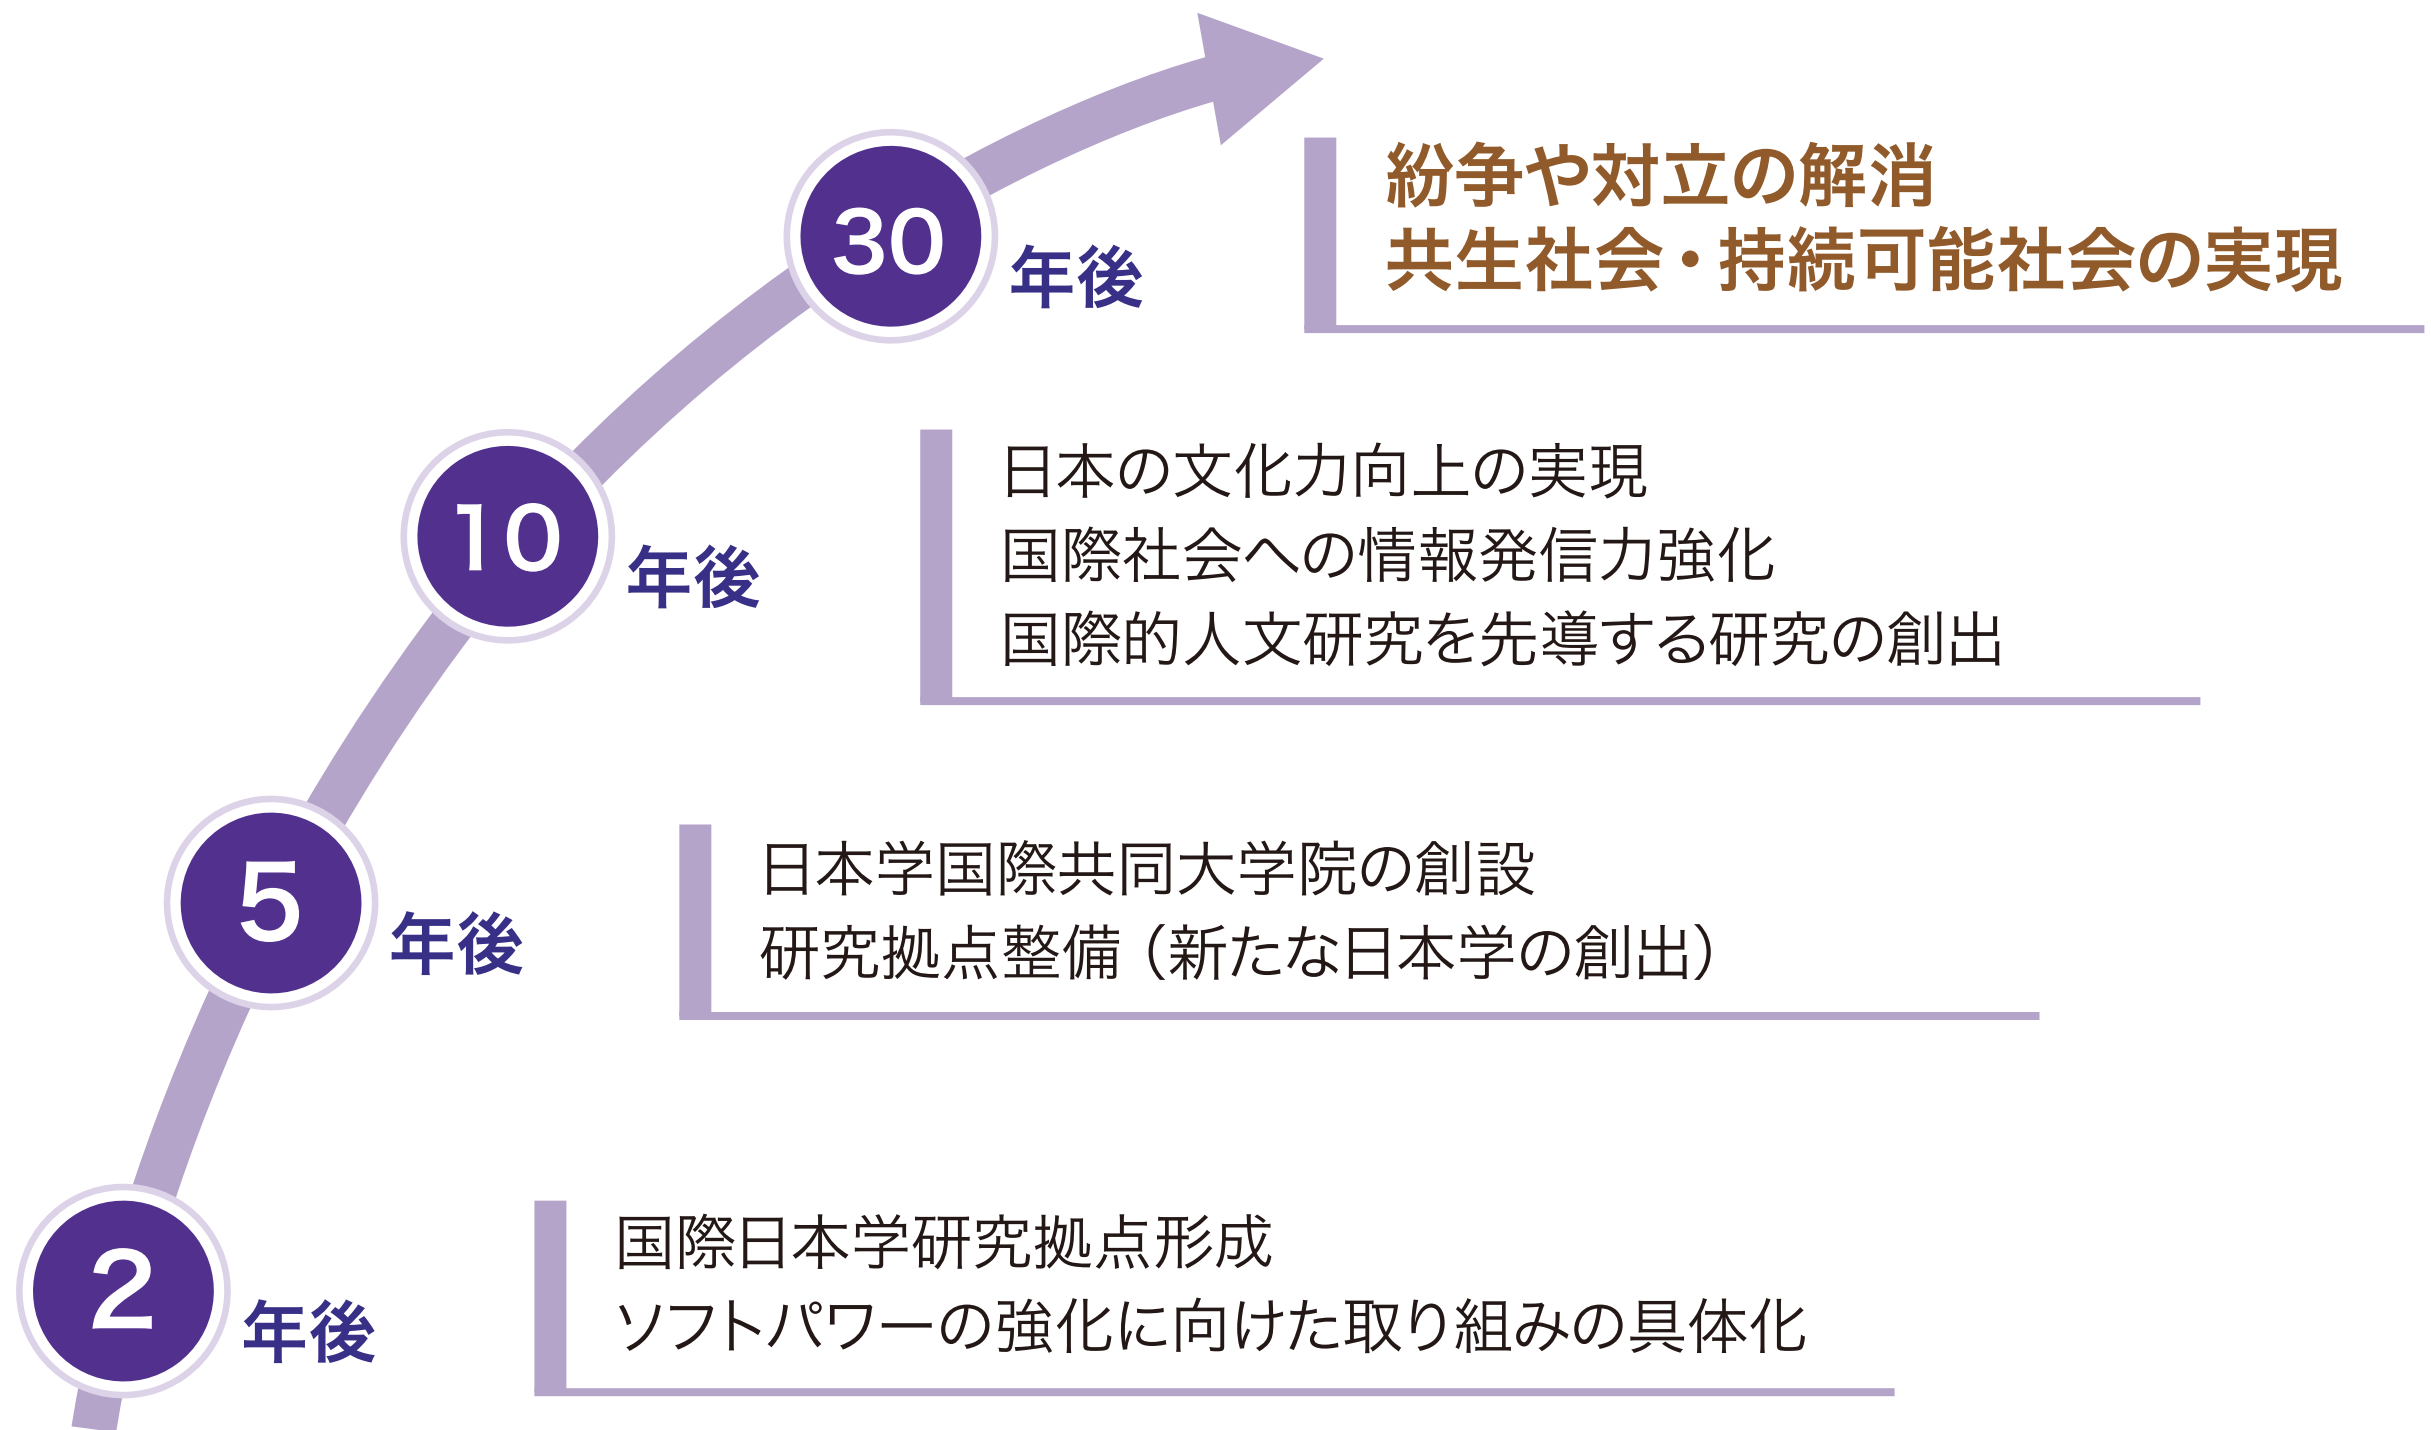 30年後
紛争や対立の解消
共生社会・持続可能社会の実現
10年後
日本の文化力向上の実現
国際社会への情報発信力強化
国際的人文研究を先導する研究の創出
5年後
日本学国際共同大学院の創設
研究拠点整備（新たな日本学の創出）
2年後
国際日本学研究拠点形成
ソフトパワーの強化に向けた取り組みの具体化